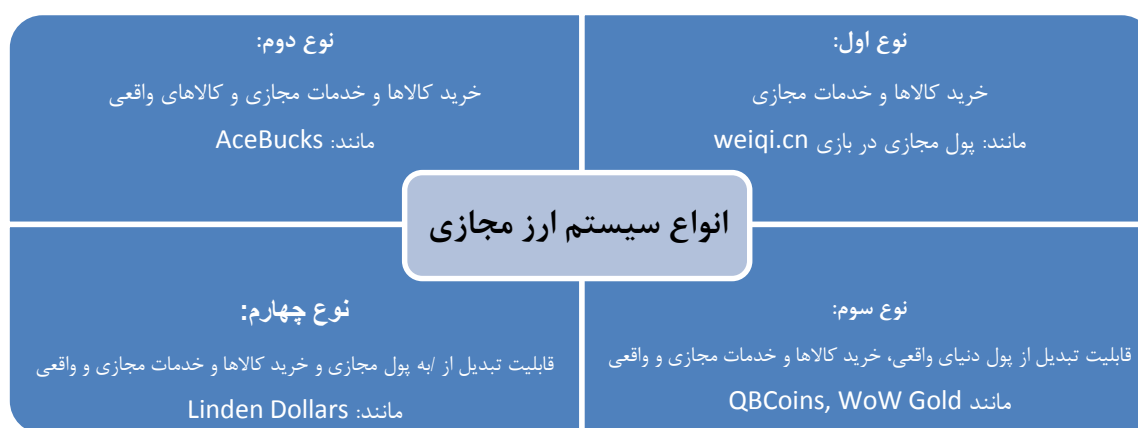 نوع اول:
خرید کالاها و خدمات مجازی
مانند: پول مجازی در بازی weiqi.cn
نوع دوم:
خرید کالاها و خدمات مجازی و کالاهای واقعی
مانند: AceBucks
انواع سیستم ارز مجازی
نوع سوم:
قابلیت تبدیل از پول دنیای واقعی، خرید کالاها و خدمات مجازی و واقعی
مانند QBCoins, WoW Gold
نوع چهارم:
قابلیت تبدیل از /به پول مجازی و خرید کالاها و خدمات مجازی و واقعی
مانند: Linden Dollars